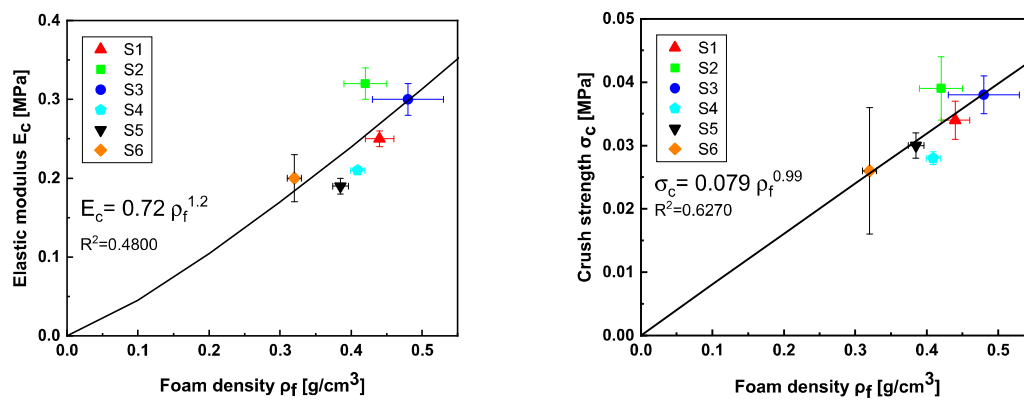 0.4
0.3
0.2
0.1
0.0
Elastic modulus E_c [MPa]
S1
S2
S3
S4
S5
S6
E_c= 0.72 ρ_f^1.2
R²=0.4800
0.0 0.1 0.2 0.3 0.4 0.5
Foam density ρ_f [g/cm³]
0.05
0.04
0.03
0.02
0.01
0.00
Crush strength σ_c [MPa]
S1
S2
S3
S4
S5
S6
σ_c= 0.079 ρ_f^0.99
R²=0.6270
0.0 0.1 0.2 0.3 0.4 0.5
Foam density ρ_f [g/cm³]